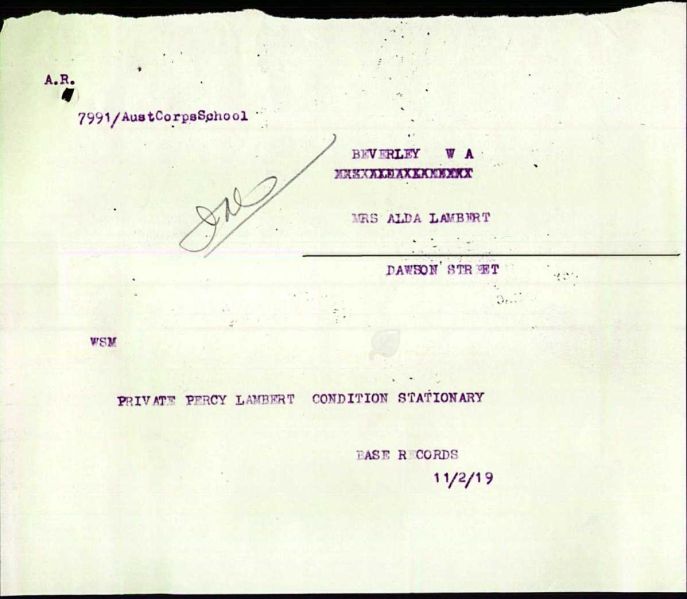 A.R.
7991/AustCorpsSchool
BEVERLEY W A
MRS ALDA LAMBERT
DAWSON STREET
WSM
PRIVATE PERCY LAMBERT CONDITION STATIONARY
BASE RECORDS
11/2/19